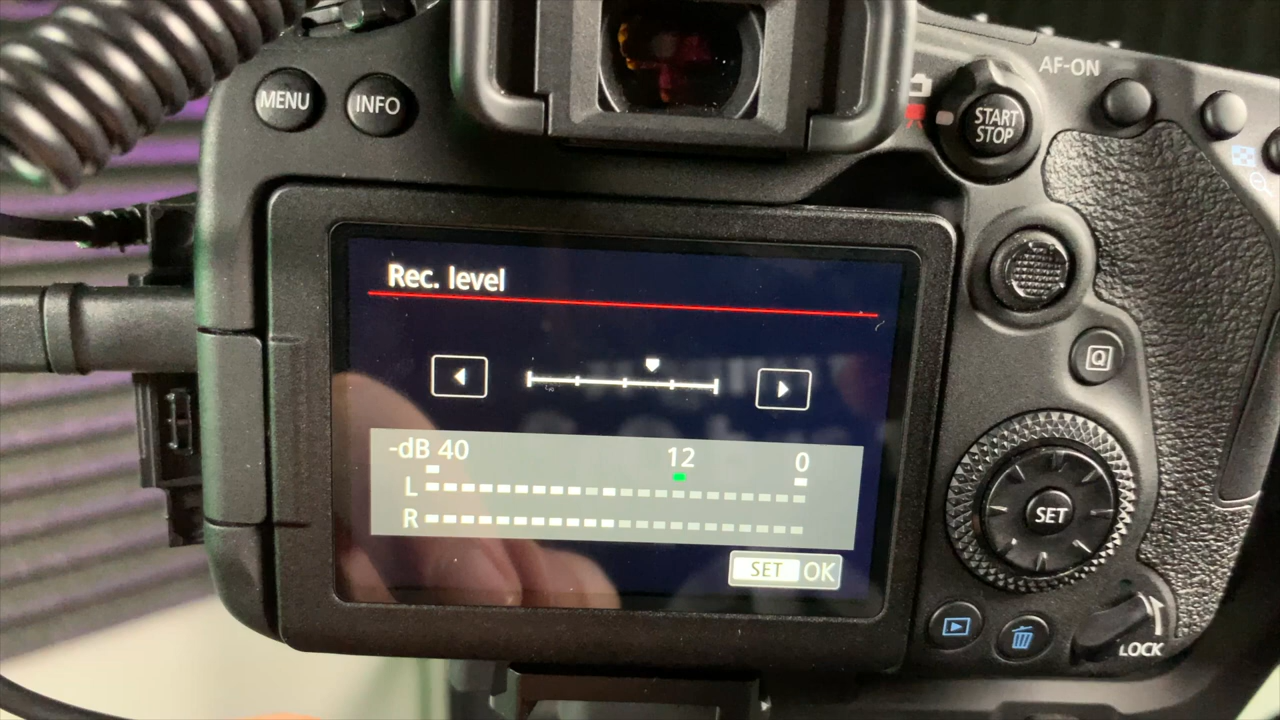 MENU
INFO
AF-ON
START
STOP
Rec. level
Q
-dB 40
12
0
L
R
SET
SET OK
LOCK